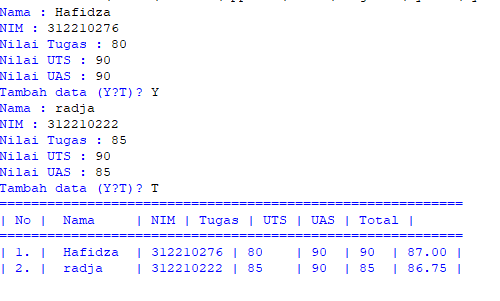 Nama : Hafidza
NIM : 312210276
Nilai Tugas : 80
Nilai UTS : 90
Nilai UAS : 90
Tambah data (Y?T)? Y
Nama : radja
NIM : 312210222
Nilai Tugas : 85
Nilai UTS : 90
Nilai UAS : 85
Tambah data (Y?T)? T
==========================================================
| No |  Nama     | NIM | Tugas | UTS | UAS | Total |
==========================================================
| 1. |  Hafidza  | 312210276 | 80    | 90  | 90  | 87.00 |
| 2. |  radja    | 312210222 | 85    | 90  | 85  | 86.75 |